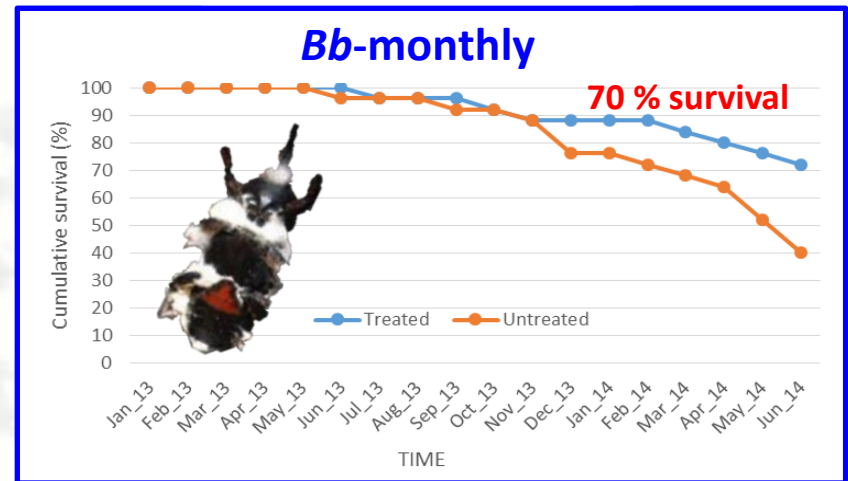 Bb-monthly
70 % survival
Cumulative survival (%)
100
90
80
70
60
50
40
30
20
10
0
Treated
Untreated
Jan_13
Feb_13
Mar_13
Apr_13
May_13
Jun_13
Jul_13
Aug_13
Sep_13
Oct_13
Nov_13
Dec_13
Jan_14
Feb_14
Mar_14
Apr_14
May_14
Jun_14
TIME